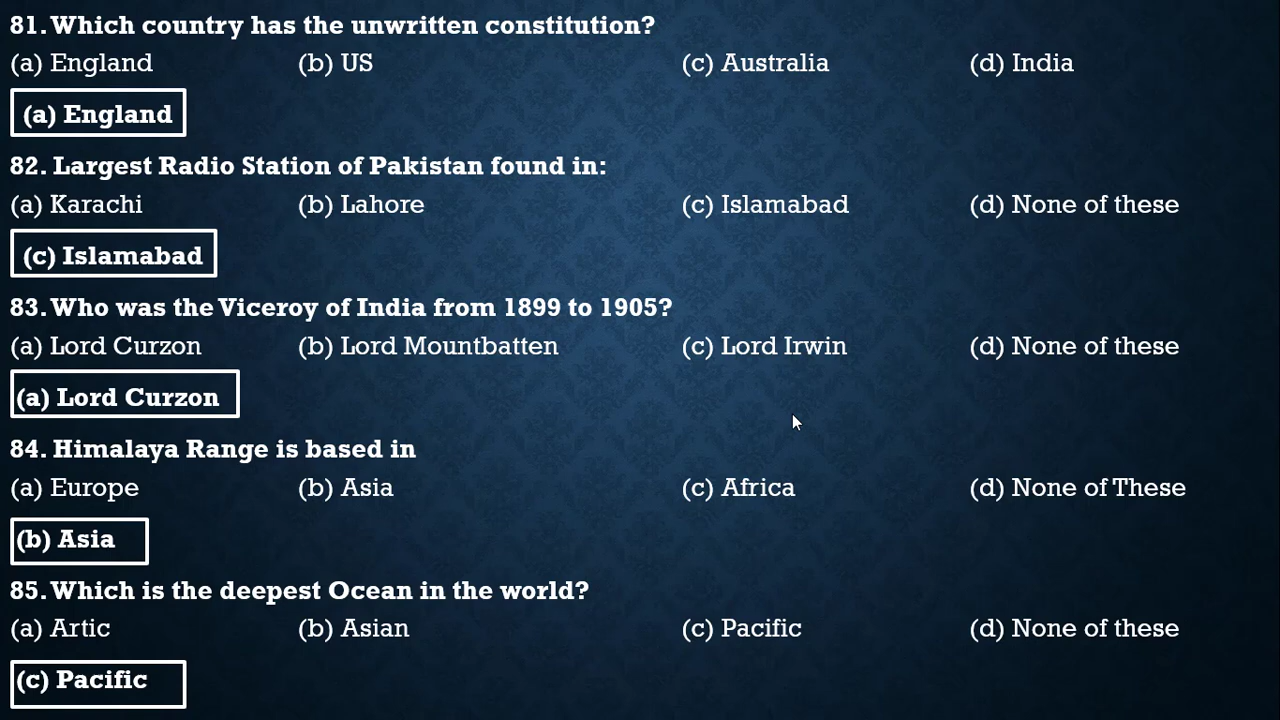 81. Which country has the unwritten constitution?
(a) England (b) US (c) Australia (d) India
(a) England
82. Largest Radio Station of Pakistan found in:
(a) Karachi (b) Lahore (c) Islamabad (d) None of these
(c) Islamabad
83. Who was the Viceroy of India from 1899 to 1905?
(a) Lord Curzon (b) Lord Mountbatten (c) Lord Irwin (d) None of these
(a) Lord Curzon
84. Himalaya Range is based in
(a) Europe (b) Asia (c) Africa (d) None of These
(b) Asia
85. Which is the deepest Ocean in the world?
(a) Artic (b) Asian (c) Pacific (d) None of these
(c) Pacific